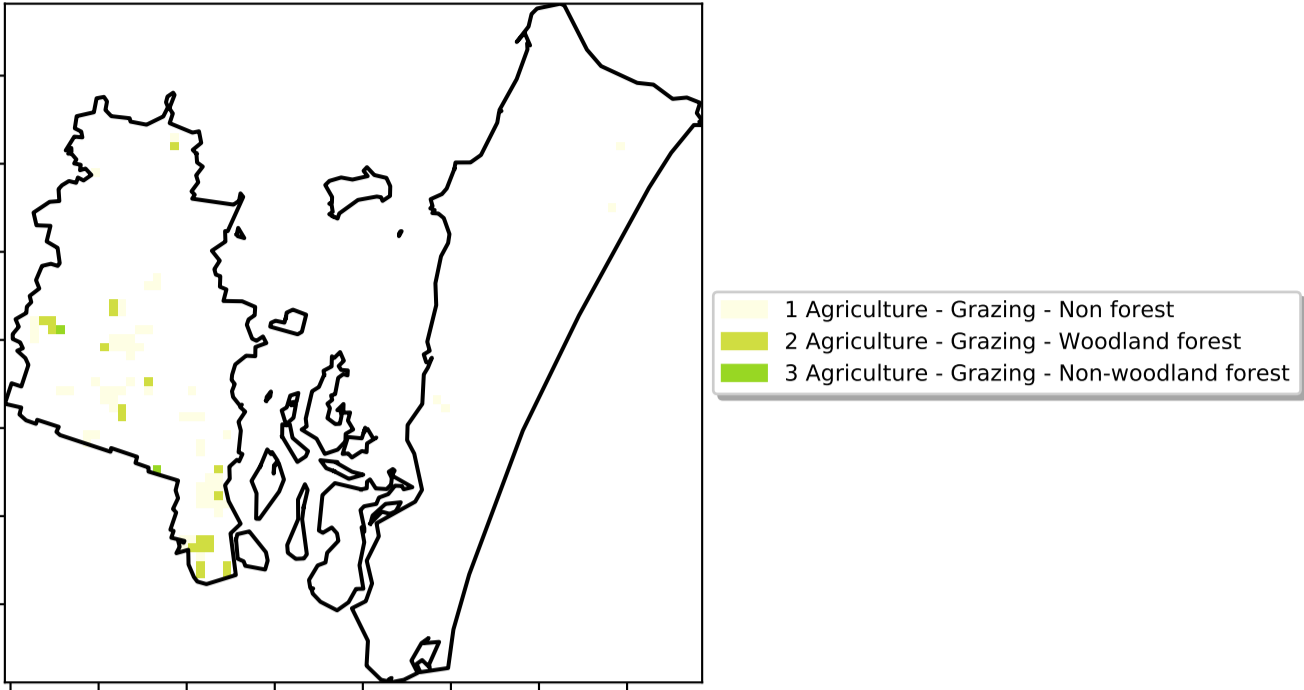 1 Agriculture - Grazing - Non forest
2 Agriculture - Grazing - Woodland forest
3 Agriculture - Grazing - Non-woodland forest